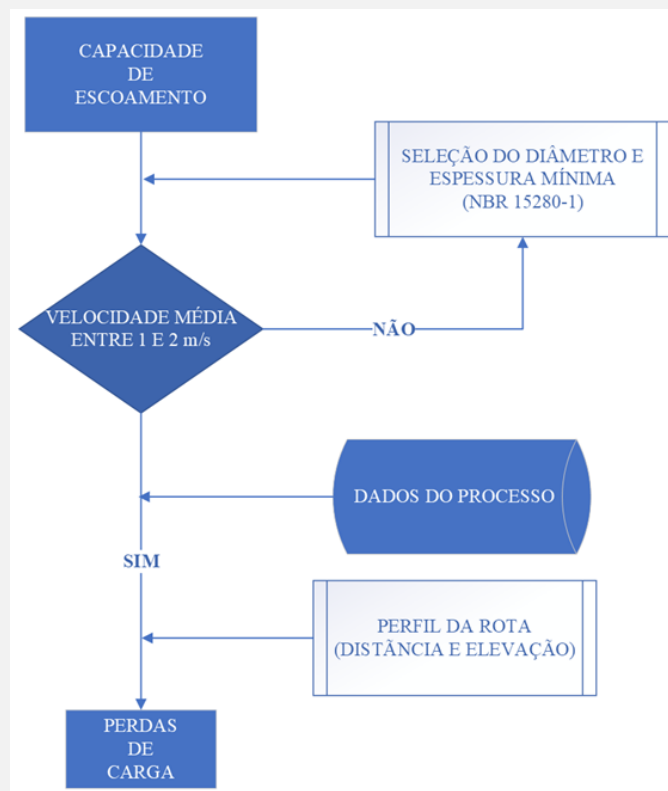 CAPACIDADE
DE
ESCOAMENTO
SELEÇÃO DO DIÂMETRO E
ESPESSURA MÍNIMA
(NBR 15280-1)
VELOCIDADE MÉDIA
ENTRE 1 E 2 m/s
NÃO
DADOS DO PROCESSO
SIM
PERFIL DA ROTA
(DISTÂNCIA E ELEVAÇÃO)
PERDAS
DE
CARGA